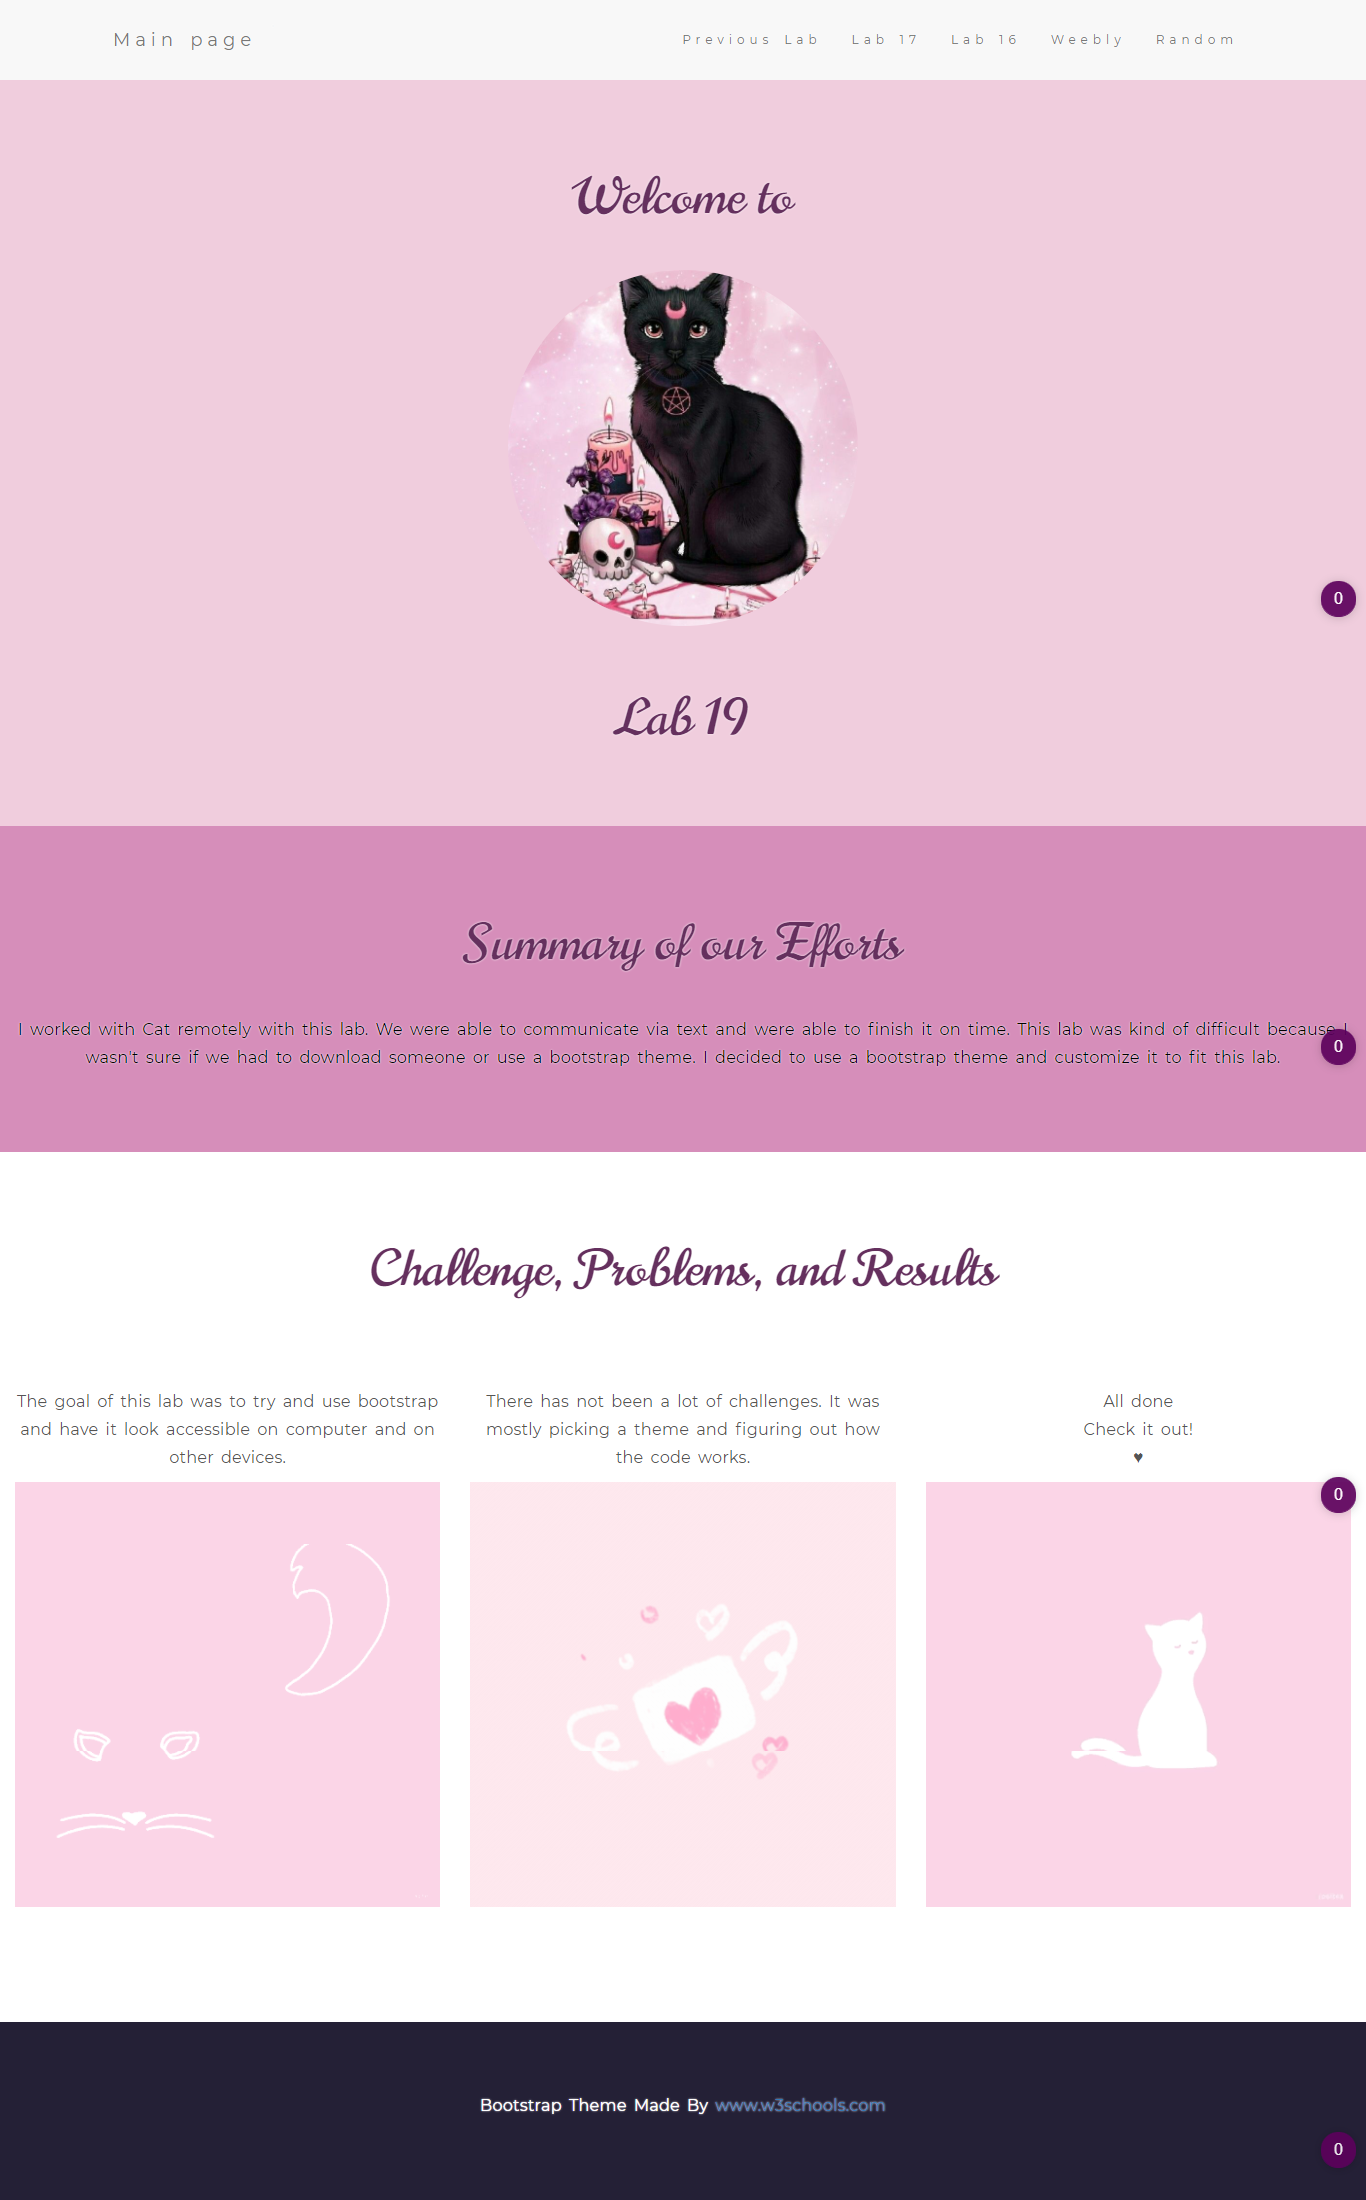 Main page
Previous Lab
Lab 17
Lab 16
Weebly
Random
Welcome to
0
Lab 19
Summary of our Efforts
I worked with Cat remotely with this lab. We were able to communicate via text and were able to finish it on time. This lab was kind of difficult because I
wasn't sure if we had to download someone or use a bootstrap theme. I decided to use a bootstrap theme and customize it to fit this lab.
0
Challenge, Problems, and Results
The goal of this lab was to try and use bootstrap
and have it look accessible on computer and on
other devices.
There has not been a lot of challenges. It was
mostly picking a theme and figuring out how
the code works.
All done
Check it out!
♥
0
Bootstrap Theme Made By www.w3schools.com
0